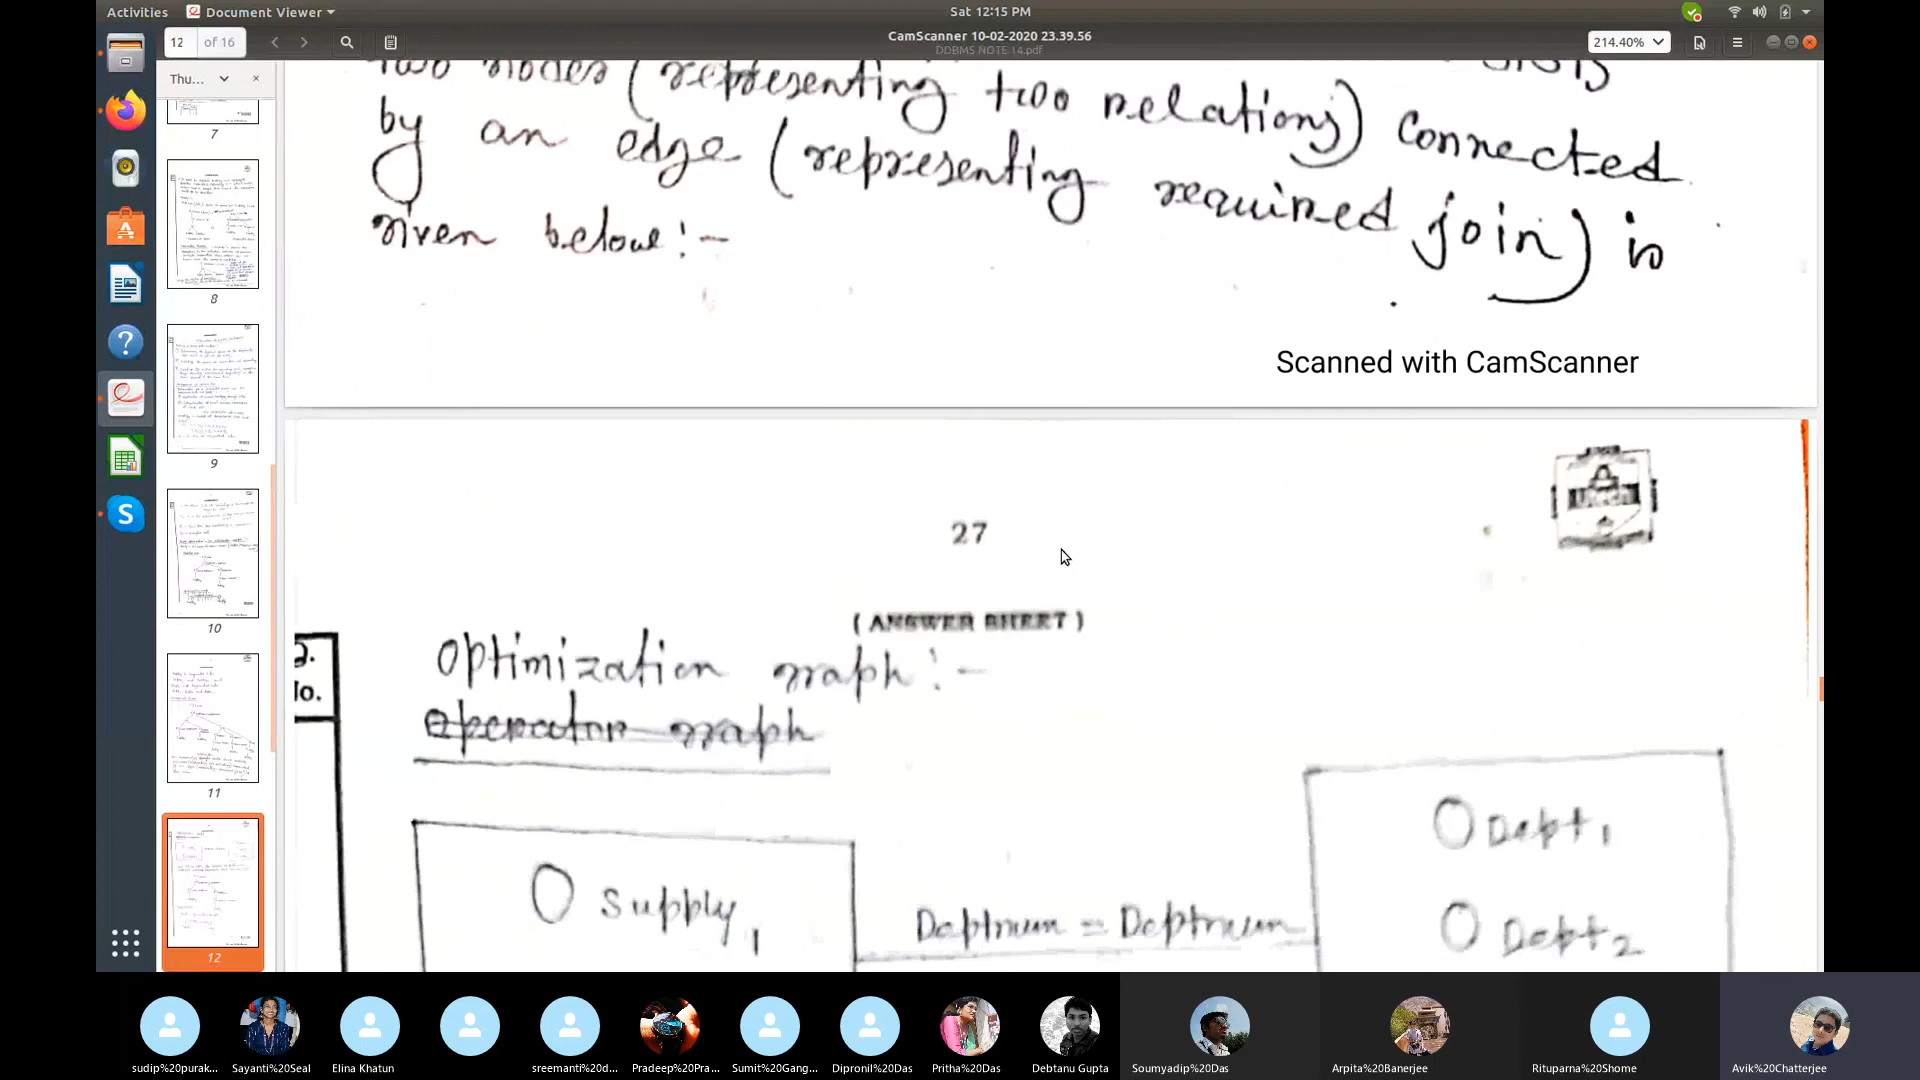 Activities
Document Viewer
Sat 12:15 PM
12 of 16
CamScanner 10-02-2020 23.39.56
DDBMS NOTE 14.pdf
214.40%
Thu...
7
8
9
10
11
12
two nodes (representing two relations) connected
by an edge (representing required join) is
given below:-
Scanned with CamScanner
27
( ANSWER SHEET )
2.
lo.
Optimization graph:-
Operator graph
Supply1
Deptnum = Deptnum
Dept1
Dept2
sudip%20purak...
Sayanti%20Seal
Elina Khatun
sreemanti%20d...
Pradeep%20Pra...
Sumit%20Gang...
Dipronil%20Das
Pritha%20Das
Debtanu Gupta
Soumyadip%20Das
Arpita%20Banerjee
Rituparna%20Shome
Avik%20Chatterjee